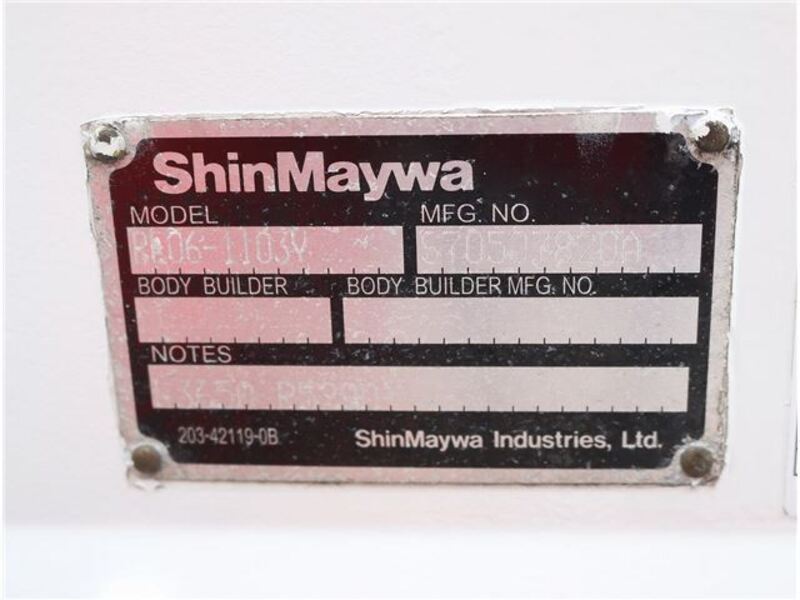 ShinMaywa
MODEL MFG. NO.
BODY BUILDER BODY BUILDER MFG. NO.
NOTES
203-42119-0B ShinMaywa Industries, Ltd.